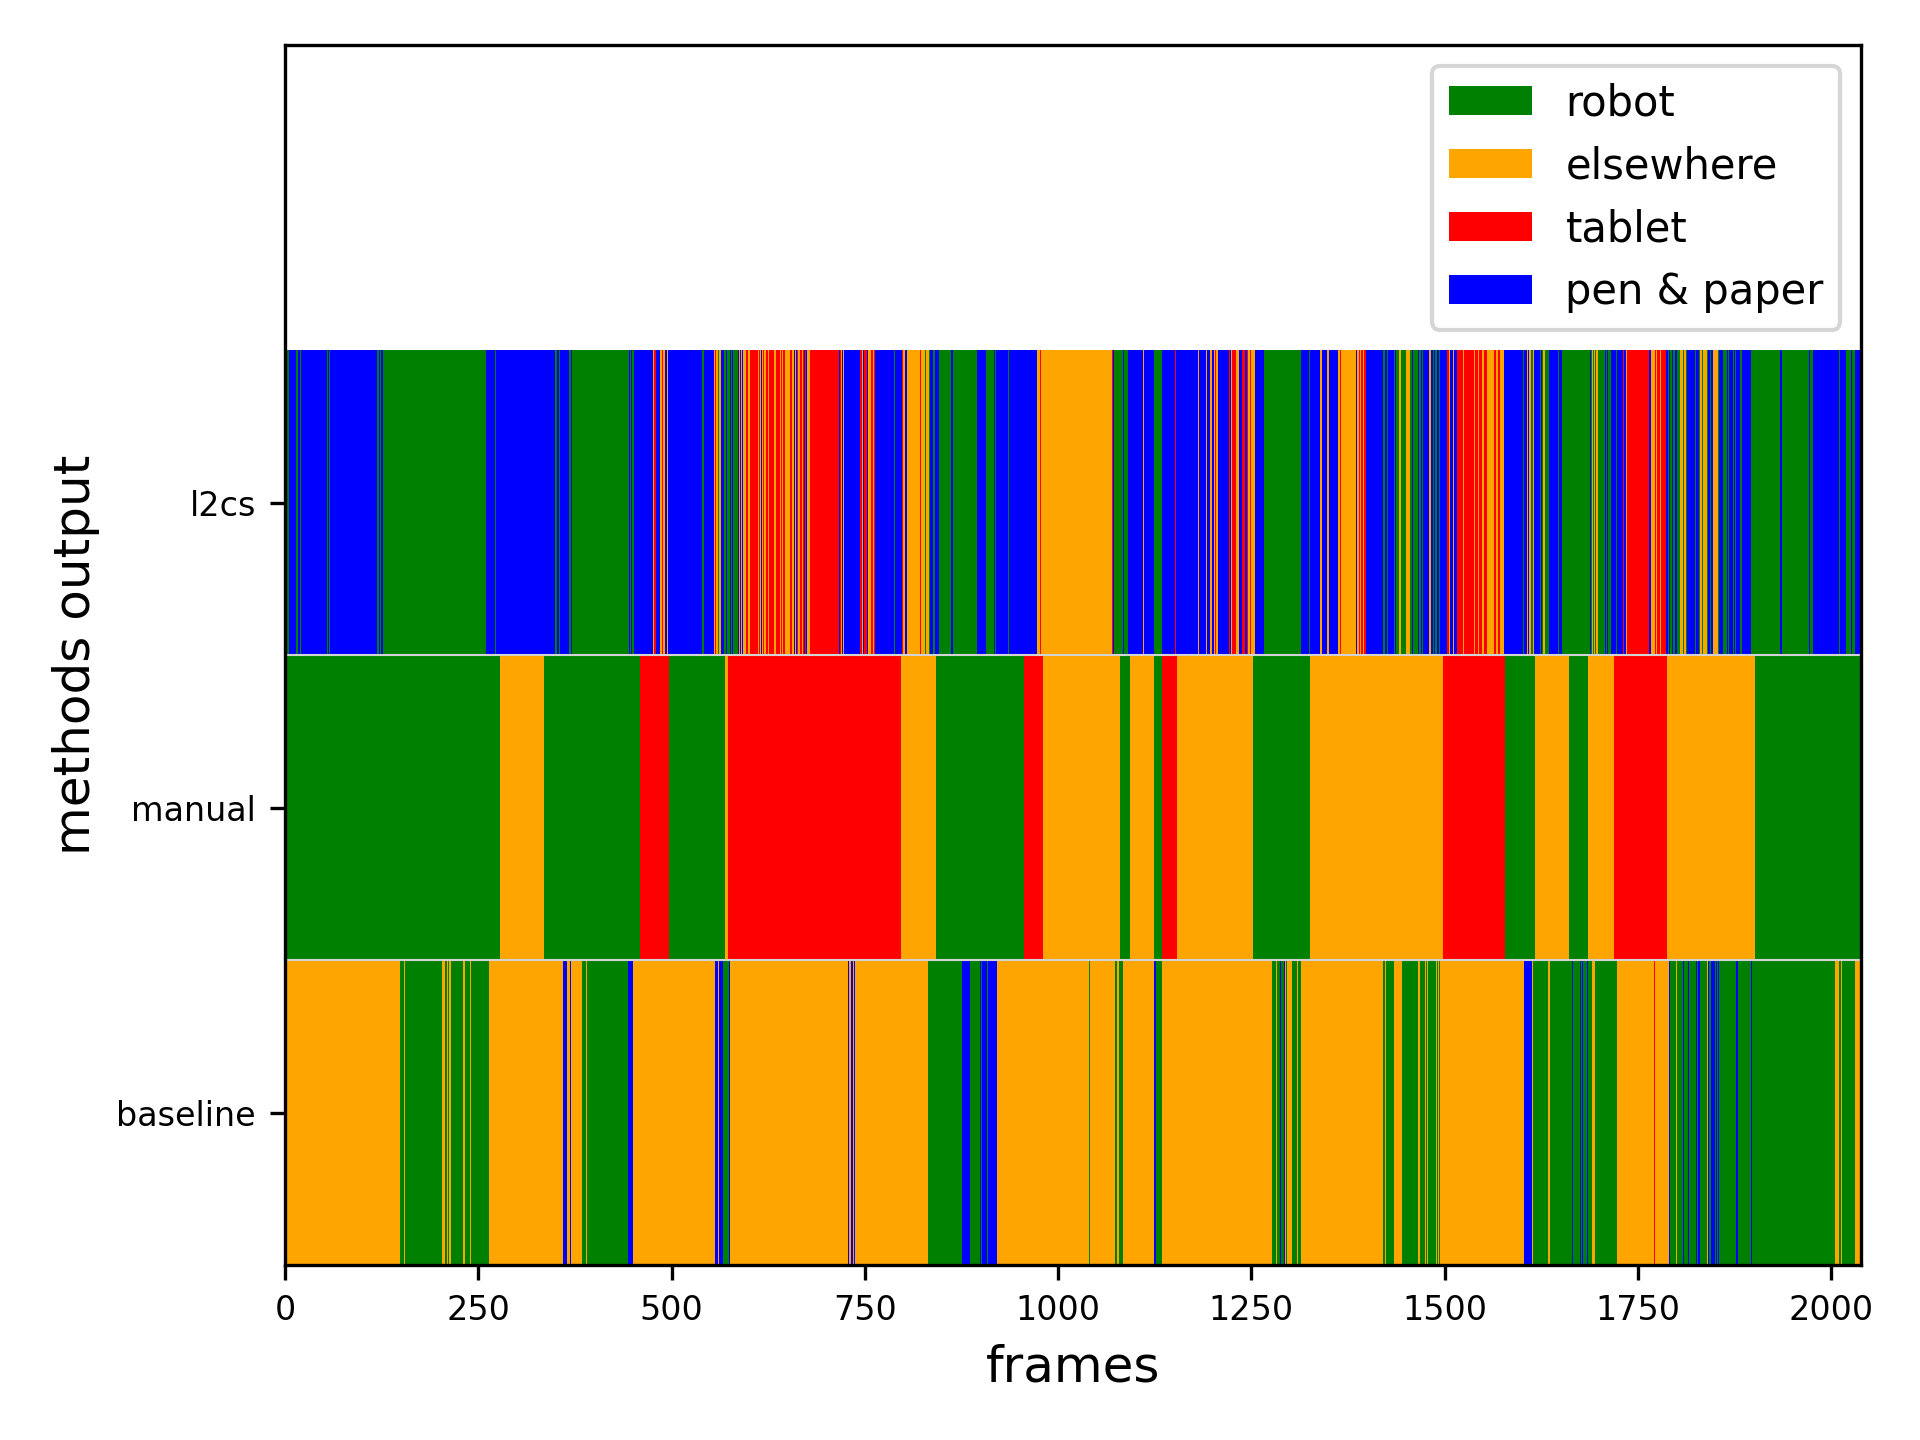 robot
elsewhere
tablet
pen & paper
methods output
l2cs
manual
baseline
0 250 500 750 1000 1250 1500 1750 2000
frames